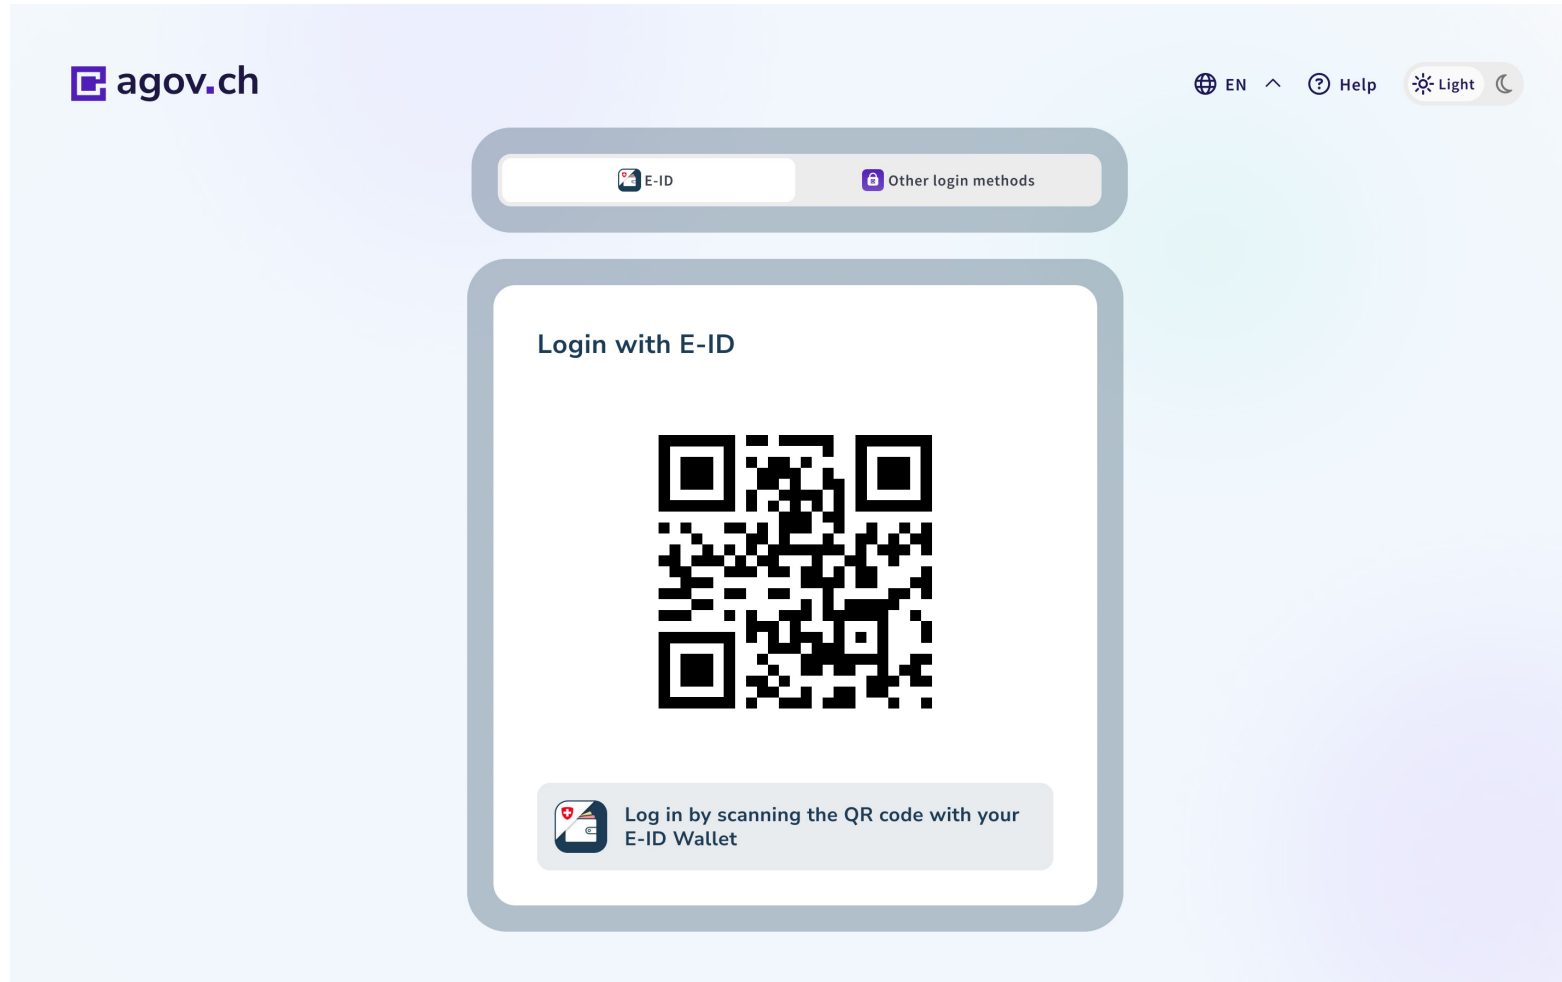 agov.ch
EN
Help
Light
E-ID
Other login methods
Login with E-ID
Log in by scanning the QR code with your
E-ID Wallet